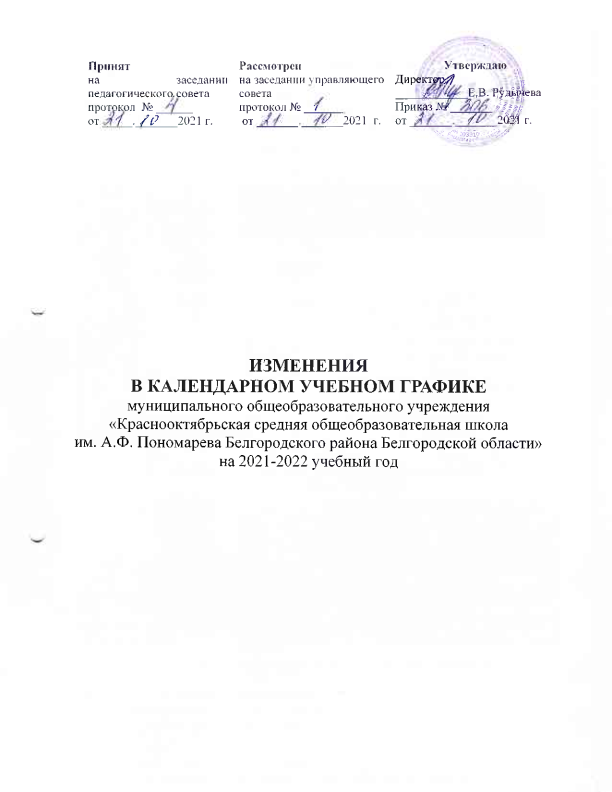 Принят
на заседании
педагогического совета
протокол № 4
от 21 . 10 2021 г.
Рассмотрен
на заседании управляющего
совета
протокол № 1
от 21 . 10 2021 г.
Утверждаю
Директор
Е.В. Рудычева
Приказ № 306
от 21 . 10 2021 г.
ИЗМЕНЕНИЯ
В КАЛЕНДАРНОМ УЧЕБНОМ ГРАФИКЕ
муниципального общеобразовательного учреждения
«Краснооктябрьская средняя общеобразовательная школа
им. А.Ф. Пономарева Белгородского района Белгородской области»
на 2021-2022 учебный год